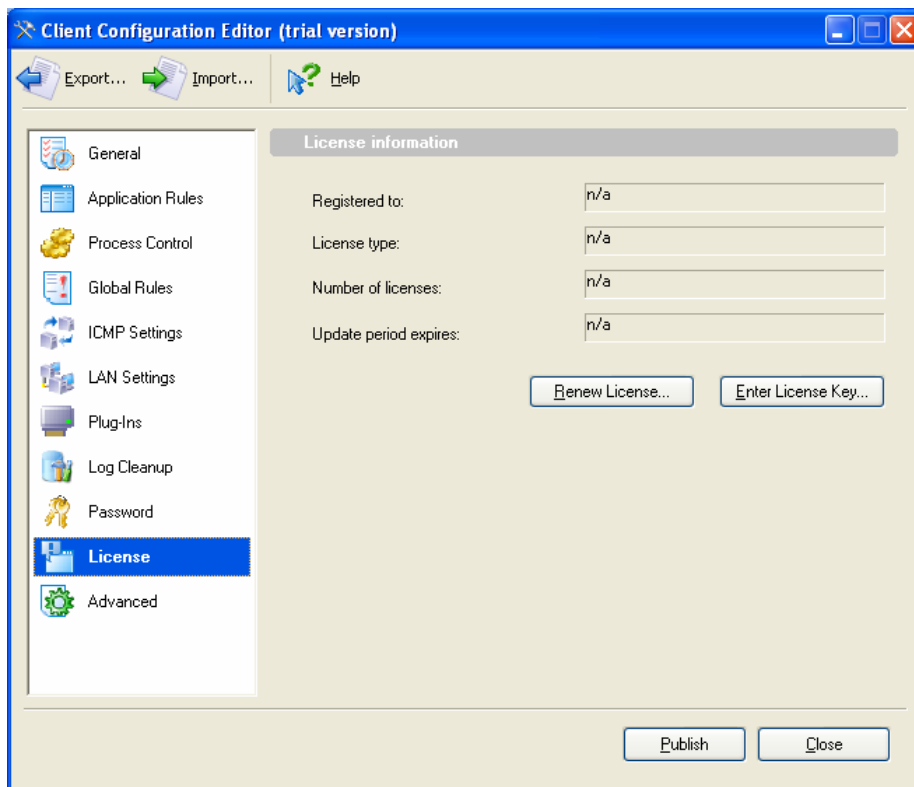 Client Configuration Editor (trial version)
Export... Import... Help
General
Application Rules
Process Control
Global Rules
ICMP Settings
LAN Settings
Plug-Ins
Log Cleanup
Password
License
Advanced
License information
Registered to: n/a
License type: n/a
Number of licenses: n/a
Update period expires: n/a
Renew License... Enter License Key...
Publish Close